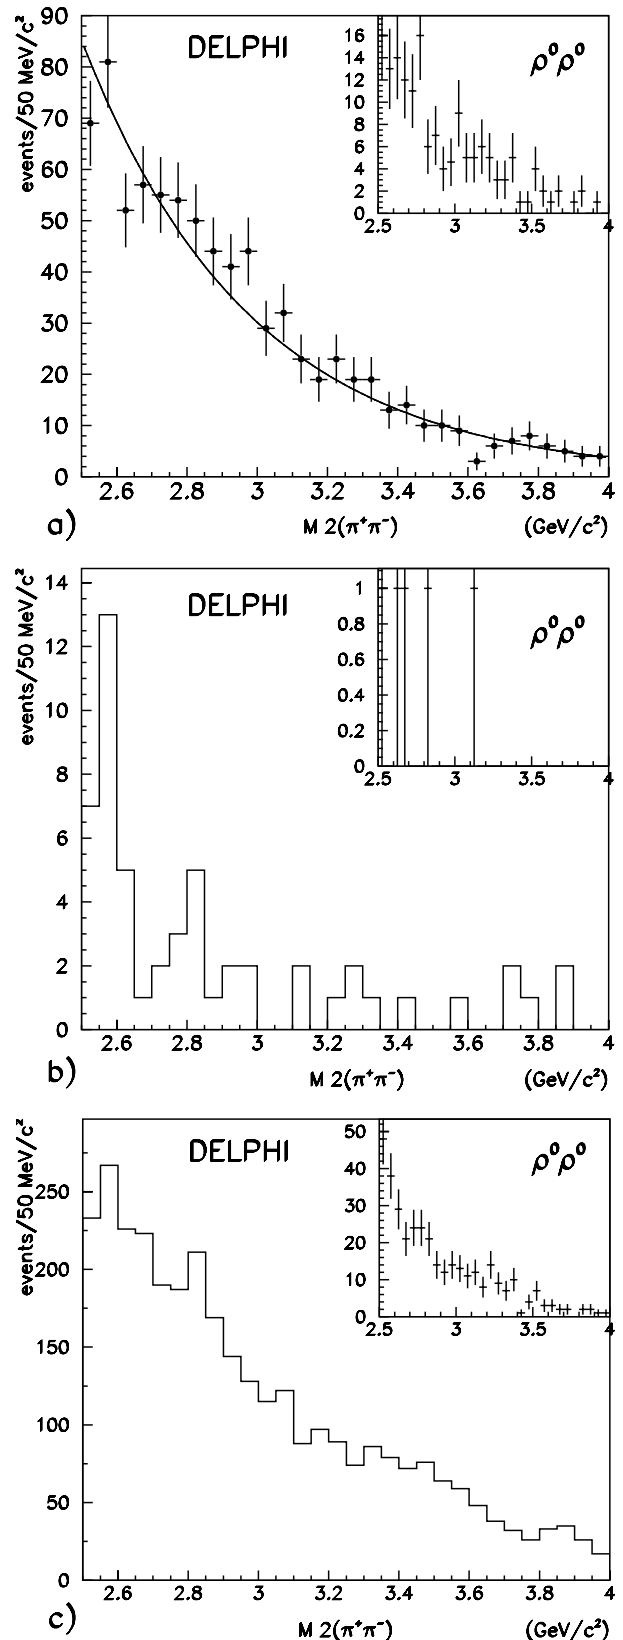 events/50 MeV/c²
90
80
70
60
50
40
30
20
10
0
DELPHI
ρ⁰ρ⁰
16
14
12
10
8
6
4
2
0
2.5 3 3.5 4
2.6 2.8 3 3.2 3.4 3.6 3.8 4
a) M 2(π⁺π⁻) (GeV/c²)
events/50 MeV/c²
14
12
10
8
6
4
2
0
DELPHI
ρ⁰ρ⁰
1
0.8
0.6
0.4
0.2
0
2.5 3 3.5 4
2.6 2.8 3 3.2 3.4 3.6 3.8 4
b) M 2(π⁺π⁻) (GeV/c²)
events/50 MeV/c²
250
200
150
100
50
0
DELPHI
ρ⁰ρ⁰
50
40
30
20
10
0
2.5 3 3.5 4
2.6 2.8 3 3.2 3.4 3.6 3.8 4
c) M 2(π⁺π⁻) (GeV/c²)